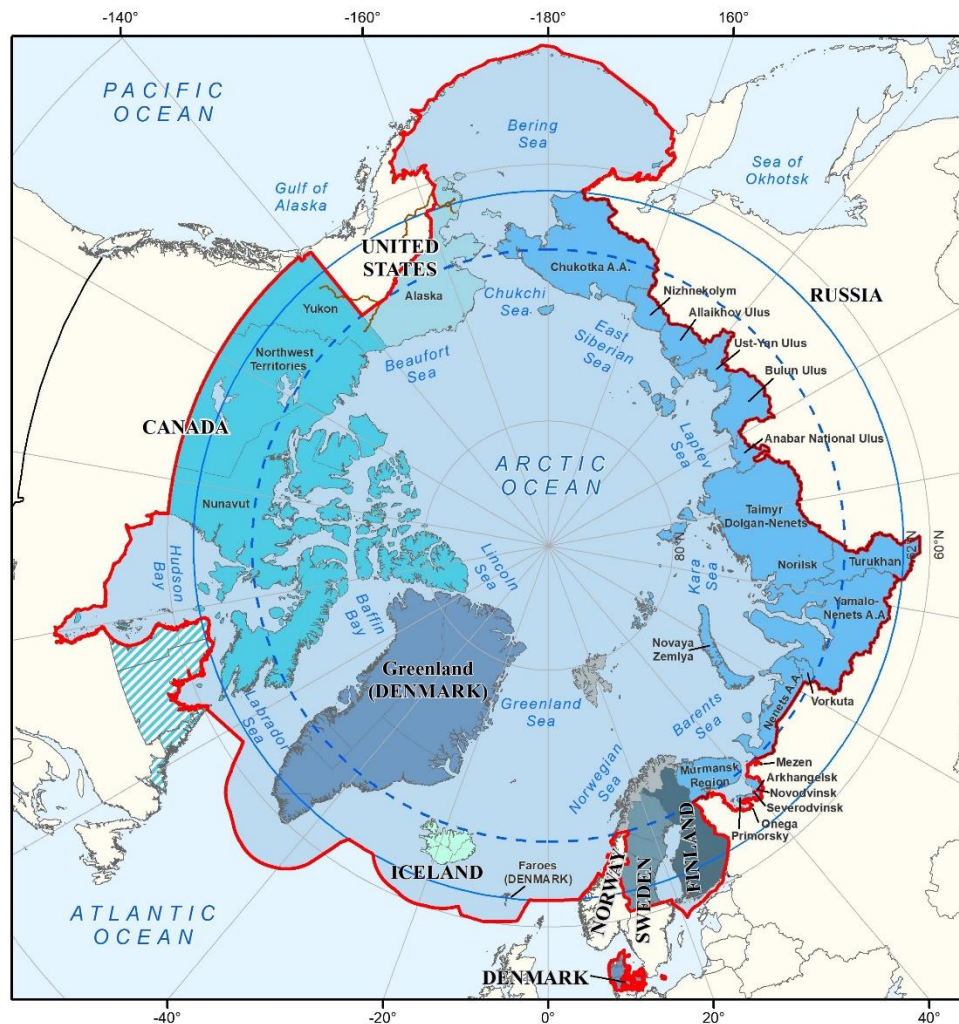 -140°
-160°
-180°
160°
PACIFIC
OCEAN
Bering
Sea
Sea of
Okhotsk
Gulf of
Alaska
UNITED
STATES
Chukotka A.A.
Nizhnekolym
RUSSIA
Alaska
Chukchi
Sea
Allaikhov Ulus
Yukon
East
Siberian
Sea
Ust-Yan Ulus
Beaufort
Sea
Northwest
Territories
Bulun Ulus
CANADA
Laptev
Sea
Anabar National Ulus
ARCTIC
OCEAN
Nunavut
Taimyr
Dolgan-Nenets
Hudson
Bay
Lincoln
Sea
80°N
Kara
Sea
Norilsk
Turukhan
62°N
60°N
Baffin
Bay
Yamalo-
Nenets A.A.
Novaya
Zemlya
Greenland
(DENMARK)
Nenets A.A.
Vorkuta
Labrador
Sea
Greenland
Sea
Barents
Sea
Norwegian
Sea
Murmansk
Region
Mezen
Arkhangelsk
Novodvinsk
Severodvinsk
Onega
Primorsky
ICELAND
Faroes
(DENMARK)
NORWAY
SWEDEN
FINLAND
ATLANTIC
OCEAN
DENMARK
-40°
-20°
0°
20°
40°